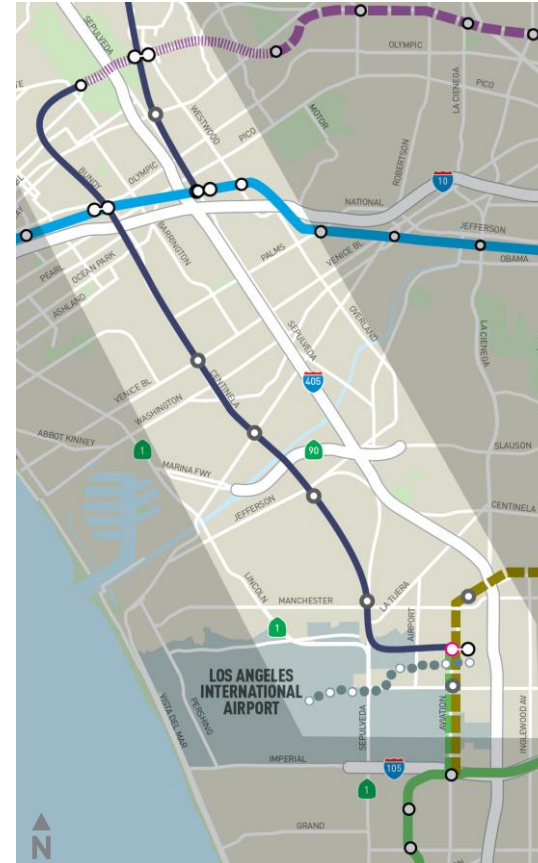 SEPULVEDA
OLYMPIC
PICO
LA CIENEGA
WESTWOOD
PICO
MOTOR
ROBERTSON
10
BUNDY
OLYMPIC
NATIONAL
JEFFERSON
BARRINGTON
PALMS
VENICE BL
OBAMA
PEARL
OCEAN PARK
ASHLAND
OVERLAND
SEPULVEDA
LA CIENEGA
405
CENTINELA
VENICE BL
WASHINGTON
ABBOT KINNEY
1
90
SLAUSON
MARINA FWY
JEFFERSON
CENTINELA
LINCOLN
MANCHESTER
LA TIJERA
AIRPORT
1
LOS ANGELES
INTERNATIONAL
AIRPORT
PERSHING
VISTA DEL MAR
SEPULVEDA
AVIATION
INGLEWOOD AV
IMPERIAL
105
1
GRAND
N